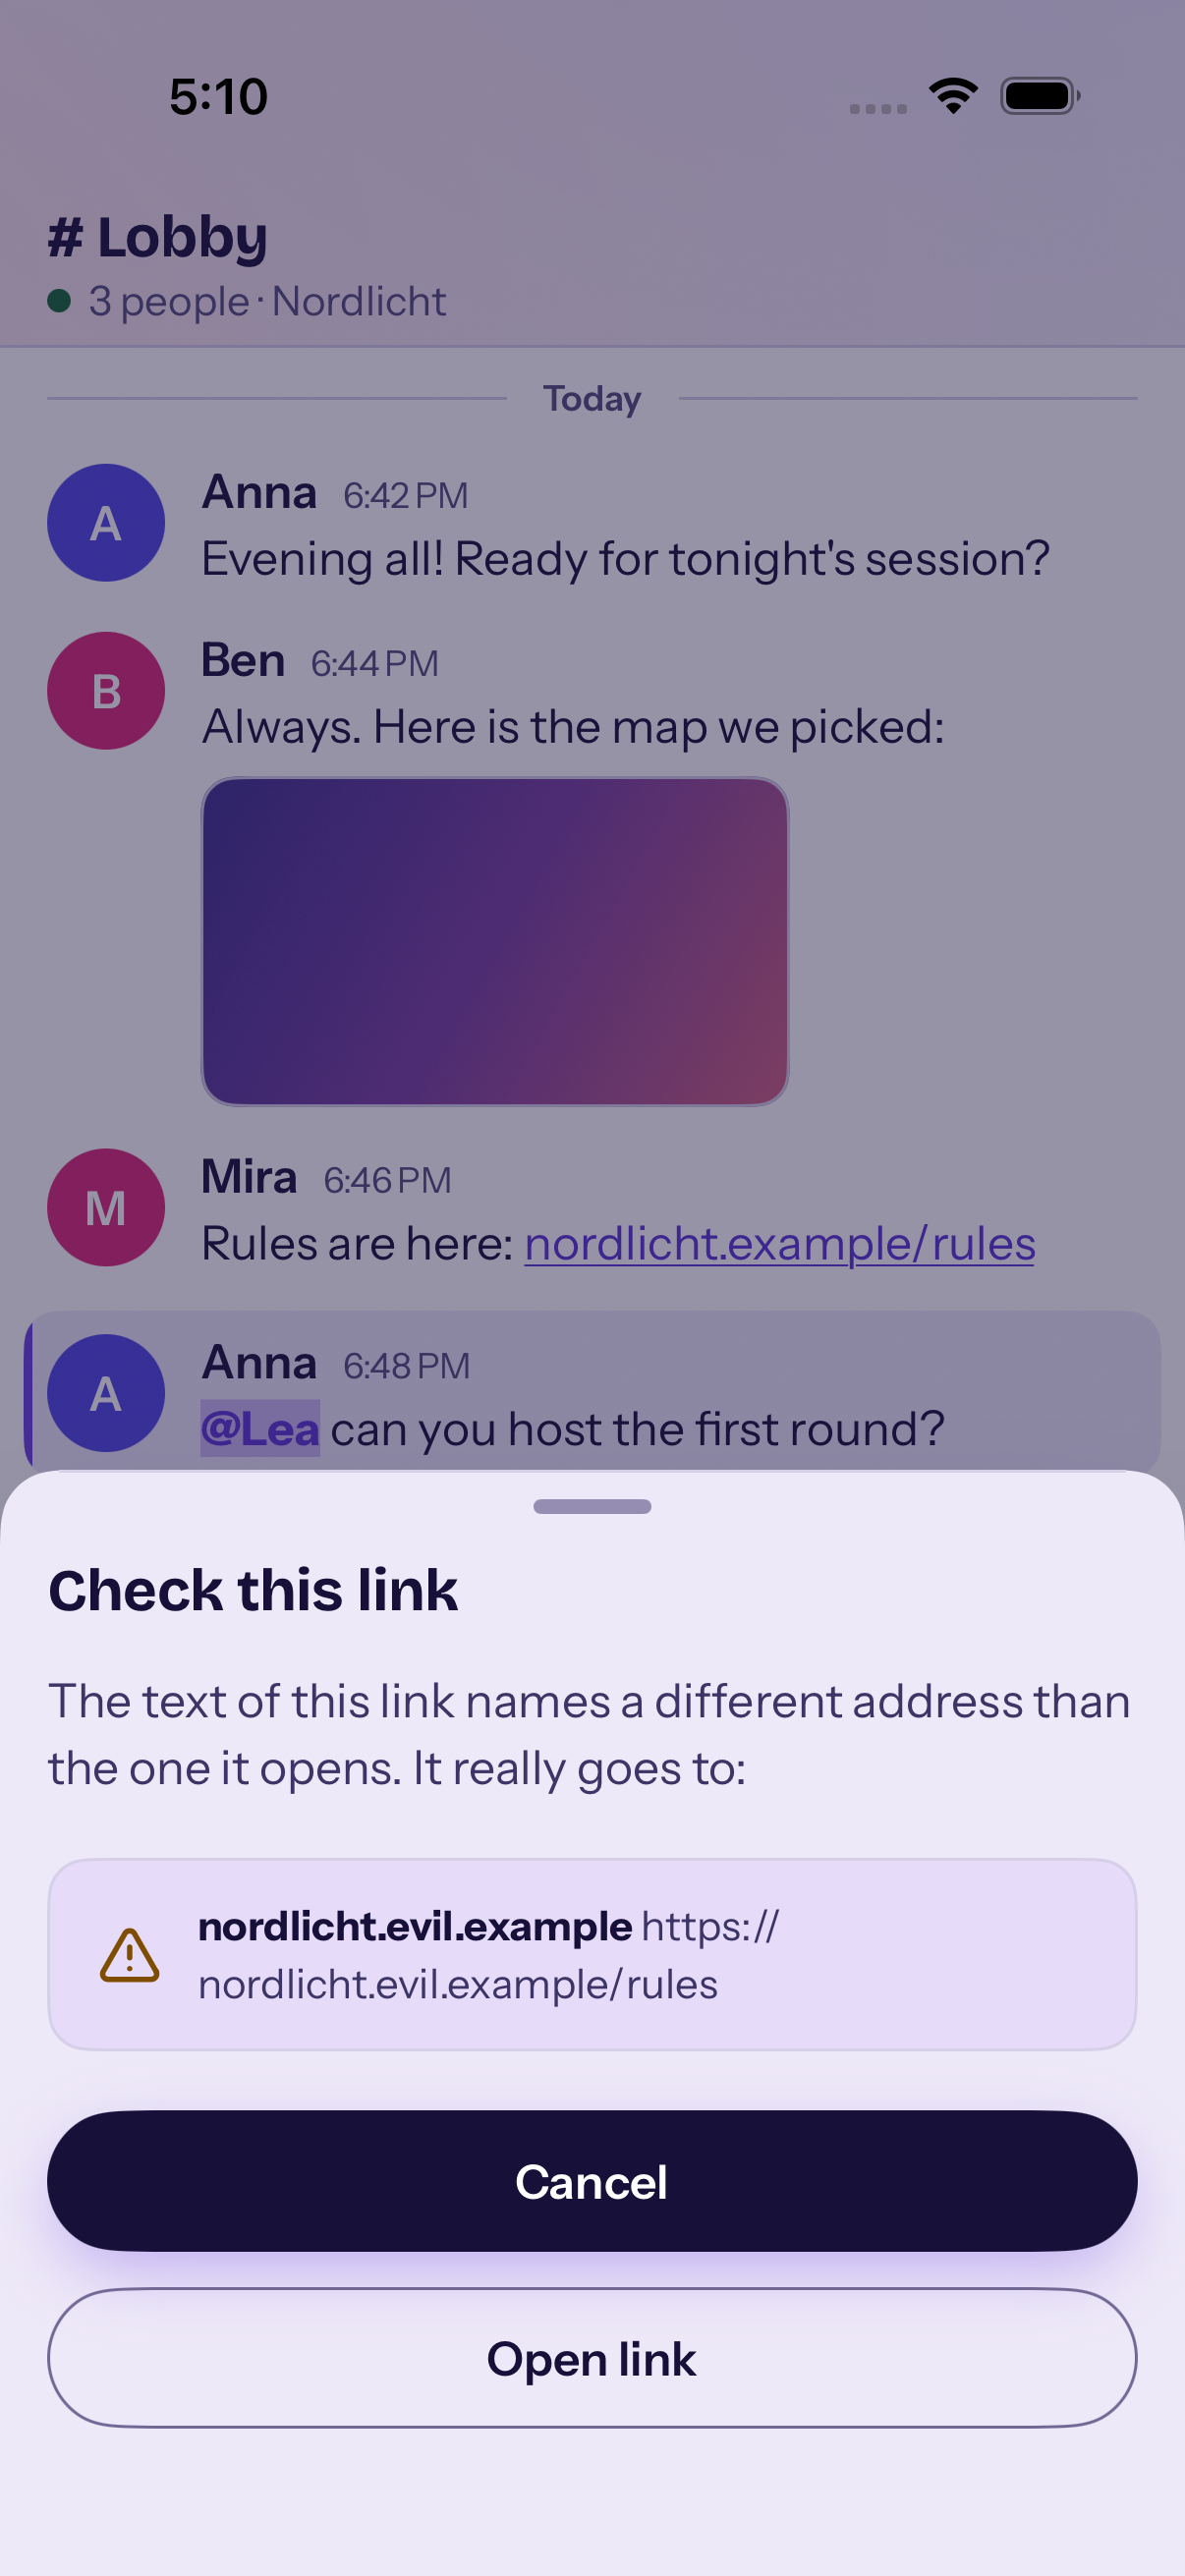 5:10
# Lobby
3 people · Nordlicht
Today
A
Anna 6:42 PM
Evening all! Ready for tonight's session?
B
Ben 6:44 PM
Always. Here is the map we picked:
M
Mira 6:46 PM
Rules are here: nordlicht.example/rules
A
Anna 6:48 PM
@Lea can you host the first round?
Check this link
The text of this link names a different address than
the one it opens. It really goes to:
nordlicht.evil.example https://
nordlicht.evil.example/rules
Cancel
Open link